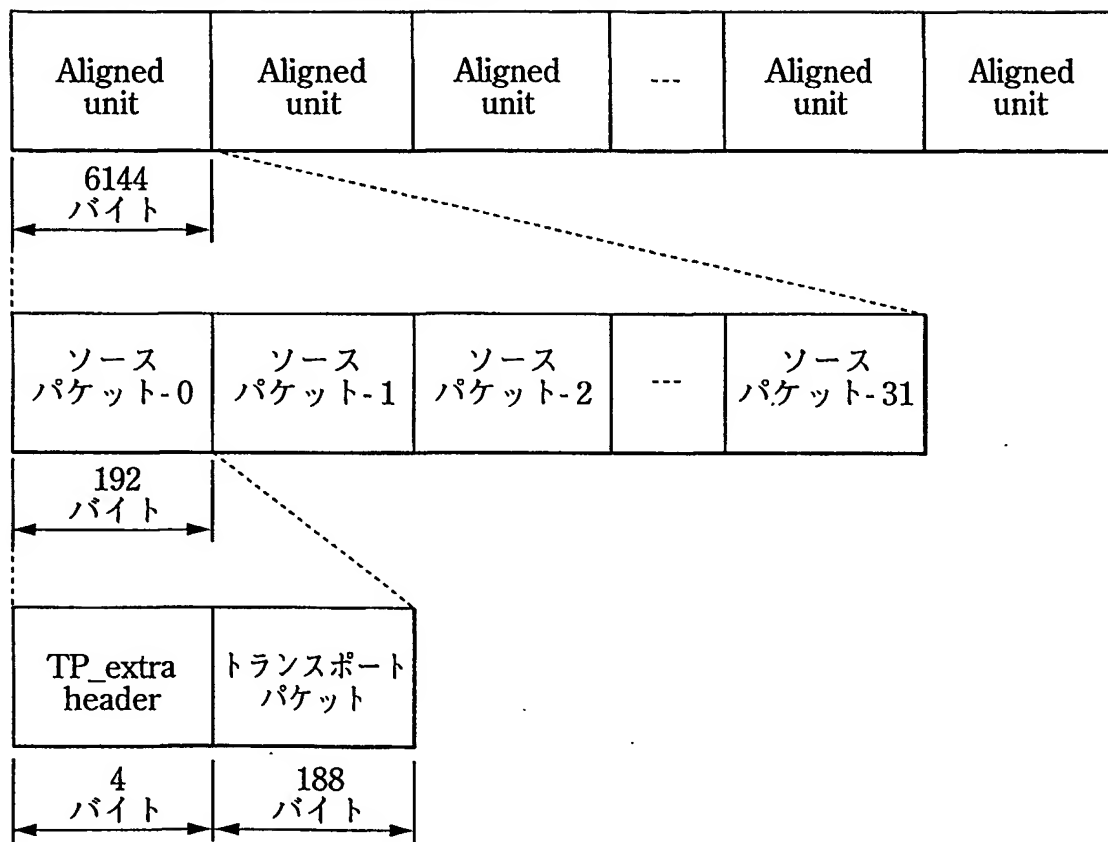 Aligned
unit
Aligned
unit
Aligned
unit
---
Aligned
unit
Aligned
unit
6144
バイト
ソース
パケット-0
ソース
パケット-1
ソース
パケット-2
---
ソース
パケット-31
192
バイト
TP_extra
header
トランスポート
パケット
4
バイト
188
バイト